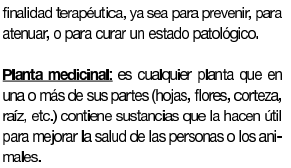 finalidad terapéutica, ya sea para prevenir, para
atenuar, o para curar un estado patológico.
Planta medicinal: es cualquier planta que en
una o más de sus partes (hojas, flores, corteza,
raíz, etc.) contiene sustancias que la hacen útil
para mejorar la salud de las personas o los ani-
males.